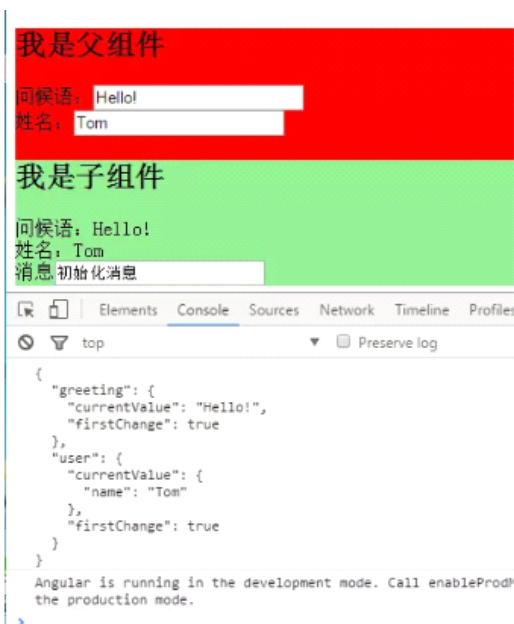 我是父组件
问候语：Hello!
姓名：Tom
我是子组件
问候语：Hello!
姓名：Tom
消息 初始化消息
Elements Console Sources Network Timeline Profiles
top Preserve log
{
"greeting": {
"currentValue": "Hello!",
"firstChange": true
},
"user": {
"currentValue": {
"name": "Tom"
},
"firstChange": true
}
}
Angular is running in the development mode. Call enableProdM
the production mode.